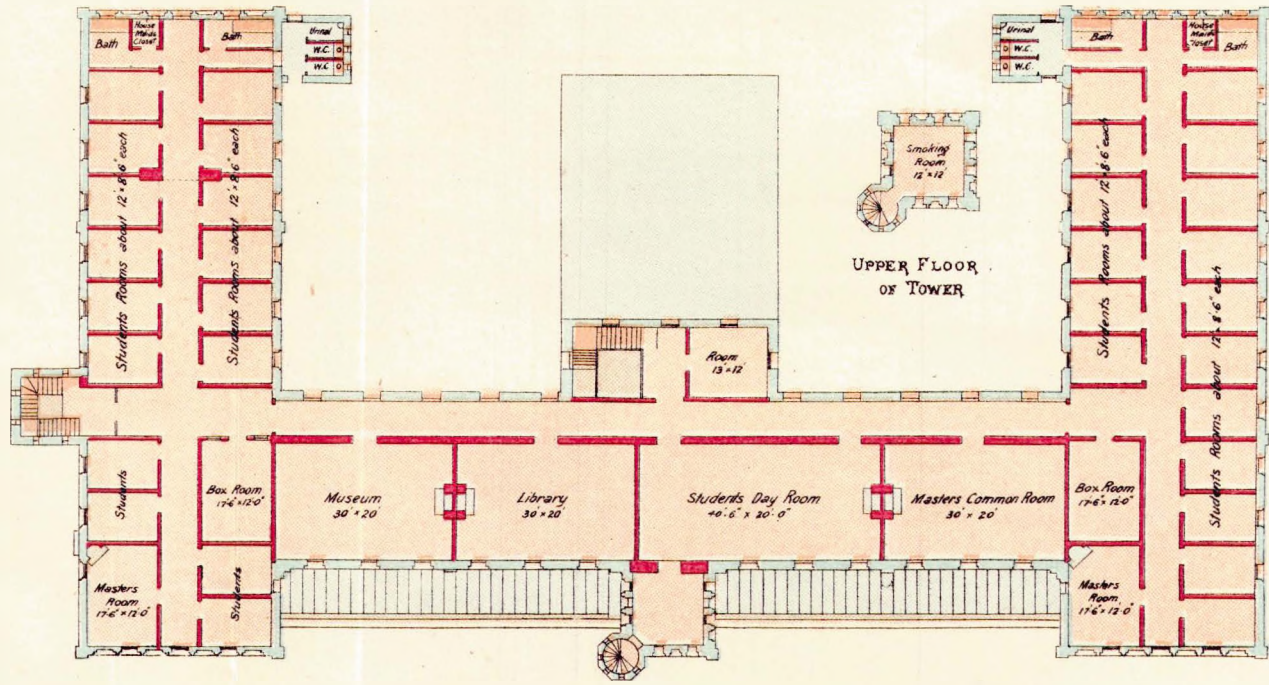 Bath
House
Maids
Closet
Bath
Urinal
W.C.
W.C.
Urinal
W.C.
W.C.
Bath
House
Maids
Closet
Bath
Students Rooms about 12' × 8'.6" each
Students Rooms about 12' × 8'.6" each
Smoking
Room
12' × 12'
UPPER FLOOR
OF TOWER
Students Rooms about 12' × 8'.6" each
Students Rooms about 12' × 8'.6" each
Room
13' × 12'
Students
Box Room
17'.6" × 12'.0"
Museum
30' × 20'
Library
30' × 20'
Students Day Room
40'.6" × 20'.0"
Masters Common Room
30' × 20'
Box Room
17'.6" × 12'.0"
Masters
Room
17'.6" × 12'.0"
Students
Masters
Room
17'.6" × 12'.0"